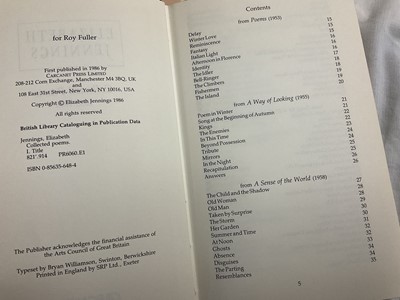 for Roy Fuller
First published in 1986 by
CARCANET PRESS LIMITED
208-212 Corn Exchange, Manchester M4 3BQ, UK
and
108 East 31st Street, New York, NY 10016, USA
Copyright © Elizabeth Jennings 1986
All rights reserved
British Library Cataloguing in Publication Data
Jennings, Elizabeth
Collected poems.
I. Title
821'.914 PR6060.E1
ISBN 0-85635-648-4
The Publisher acknowledges the financial assistance of
the Arts Council of Great Britain
Typeset by Bryan Williamson, Swinton, Berwickshire
Printed in England by SRP Ltd., Exeter
Contents
from Poems (1953)
Delay 15
Winter Love 15
Reminiscence
Fantasy
Italian Light
Afternoon in Florence
Identity
The Idler
Bell-Ringer
The Climbers
Fishermen
The Island
from A Way of Looking (1955)
Poem in Winter 21
Song at the Beginning of Autumn 21
Kings
The Enemies
In This Time
Beyond Possession
Tribute
Mirrors
In the Night
Recapitulation
Answers
from A Sense of the World (1958)
The Child and the Shadow 27
Old Woman 28
Old Man
Taken by Surprise
The Storm
Her Garden
Summer and Time
At Noon
Ghosts
Absence
Disguises
The Parting
Resemblances
9